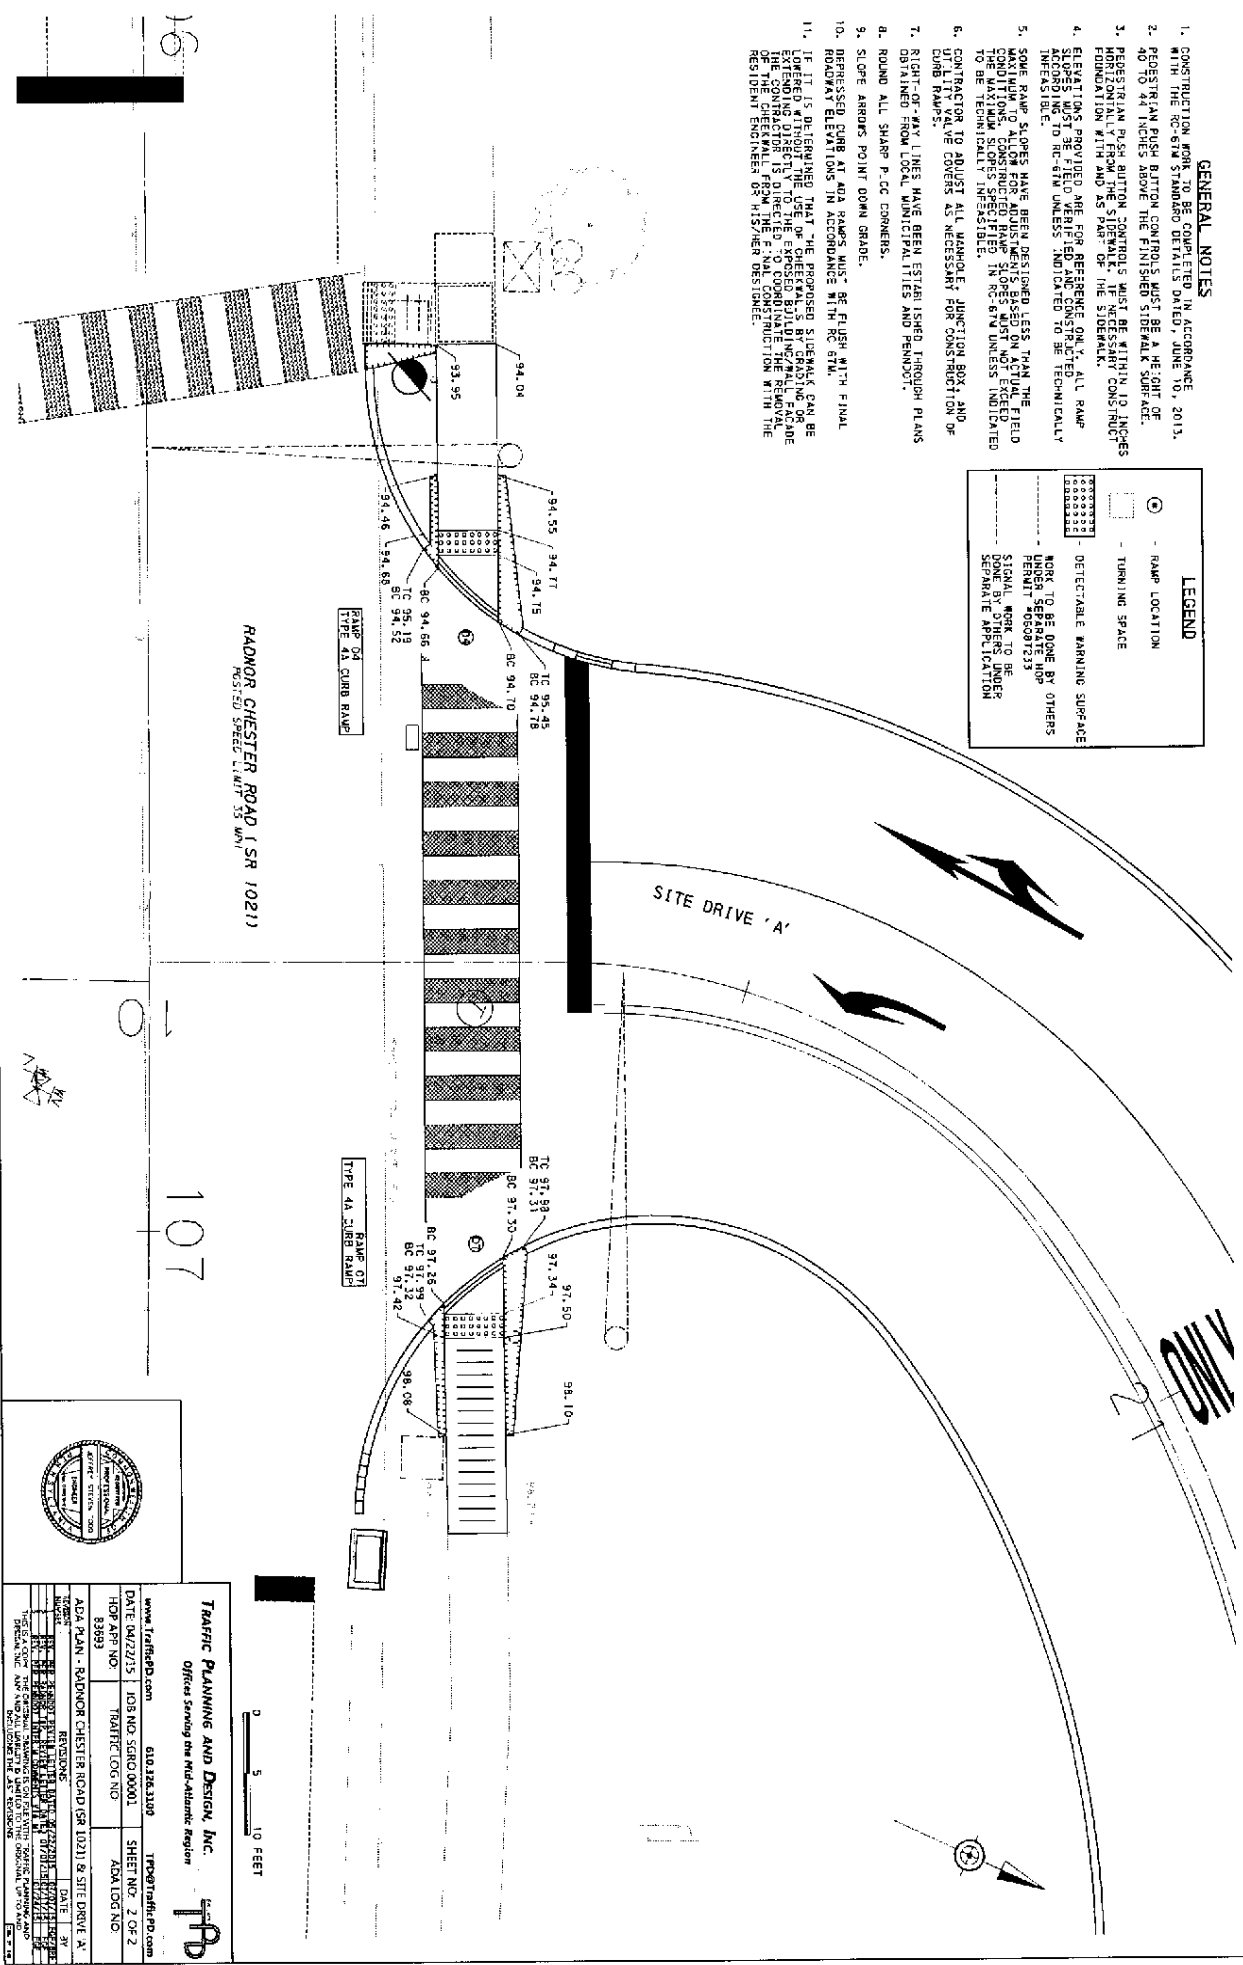 GENERAL NOTES
1. CONSTRUCTION WORK TO BE COMPLETED IN ACCORDANCE
WITH THE RC-67M STANDARD DETAILS DATED, JUNE 10, 2013.
2. PEDESTRIAN PUSH BUTTON CONTROLS MUST BE A HEIGHT OF
40 TO 44 INCHES ABOVE THE FINISHED SIDEWALK SURFACE.
3. PEDESTRIAN PUSH BUTTON CONTROLS MUST BE WITHIN 10 INCHES
HORIZONTALLY FROM THE SIDEWALK. IF NECESSARY CONSTRUCT
FOUNDATION WITH AND AS PART OF THE SIDEWALK.
4. ELEVATIONS PROVIDED ARE FOR REFERENCE ONLY. ALL RAMP
SLOPES MUST BE FIELD VERIFIED AND CONSTRUCTED
ACCORDING TO RC-67M UNLESS INDICATED TO BE TECHNICALLY
INFEASIBLE.
5. SOME RAMP SLOPES HAVE BEEN DESIGNED LESS THAN THE
MAXIMUM TO ALLOW FOR ADJUSTMENTS BASED ON ACTUAL FIELD
CONDITIONS. CONSTRUCTED RAMP SLOPES MUST NOT EXCEED
THE MAXIMUM SLOPES SPECIFIED IN RC-67M UNLESS INDICATED
TO BE TECHNICALLY INFEASIBLE.
6. CONTRACTOR TO ADJUST ALL MANHOLE, JUNCTION BOX, AND
UTILITY VALVE COVERS AS NECESSARY FOR CONSTRUCTION OF
CURB RAMPS.
7. RIGHT-OF-WAY LINES HAVE BEEN ESTABLISHED THROUGH PLANS
OBTAINED FROM LOCAL MUNICIPALITIES AND PENNDOT.
8. ROUND ALL SHARP P.CC CORNERS.
9. SLOPE ARROWS POINT DOWN GRADE.
10. DEPRESSED CURB AT ADA RAMPS MUST BE FLUSH WITH FINAL
ROADWAY ELEVATIONS IN ACCORDANCE WITH RC 67M.
11. IF IT IS DETERMINED THAT THE PROPOSED SIDEWALK CAN BE
LOWERED WITHOUT THE USE OF CHEEKWALLS BY GRADING OR
EXTENDING DIRECTLY TO THE EXPOSED BUILDING/WALL FACADE
THE CONTRACTOR IS DIRECTED TO COORDINATE THE REMOVAL
OF THE CHEEKWALL FROM THE FINAL CONSTRUCTION WITH THE
RESIDENT ENGINEER OR HIS/HER DESIGNEE.
LEGEND
- RAMP LOCATION
- TURNING SPACE
- DETECTABLE WARNING SURFACE
- WORK TO BE DONE BY OTHERS
UNDER SEPARATE HOP
PERMIT #06087233
- SIGNAL WORK TO BE
DONE BY OTHERS UNDER
SEPARATE APPLICATION
94.04
93.95
94.55
94.77
94.75
94.46
94.68
BC 94.66
TC 95.19
BC 94.52
TC 95.45
BC 94.78
BC 94.70
04
RAMP 04
TYPE 4A CURB RAMP
SITE DRIVE 'A'
RADNOR CHESTER ROAD (SR 1021)
POSTED SPEED LIMIT 35 MPH
TC 97.98
BC 97.31
BC 97.30
97.34
97.50
98.10
BC 97.26
TC 97.99
BC 97.32
97.42
98.08
07
RAMP 07
TYPE 4A CURB RAMP
106
10
107
21
ONLY
0 5 10 FEET
TRAFFIC PLANNING AND DESIGN, INC.
Offices Serving the Mid-Atlantic Region
TPD
www.TrafficPD.com 610.326.3100 TPD@TrafficPD.com
DATE: 04/22/15 JOB NO: SGRD.00001 SHEET NO: 2 OF 2
HOP APP NO: 83693 TRAFFIC LOG NO: ADA LOG NO:
ADA PLAN - RADNOR CHESTER ROAD (SR 1021) & SITE DRIVE 'A'
REVISION NUMBER REVISIONS DATE BY
REGISTERED
PROFESSIONAL
JEFFREY STEVEN
ENGINEER